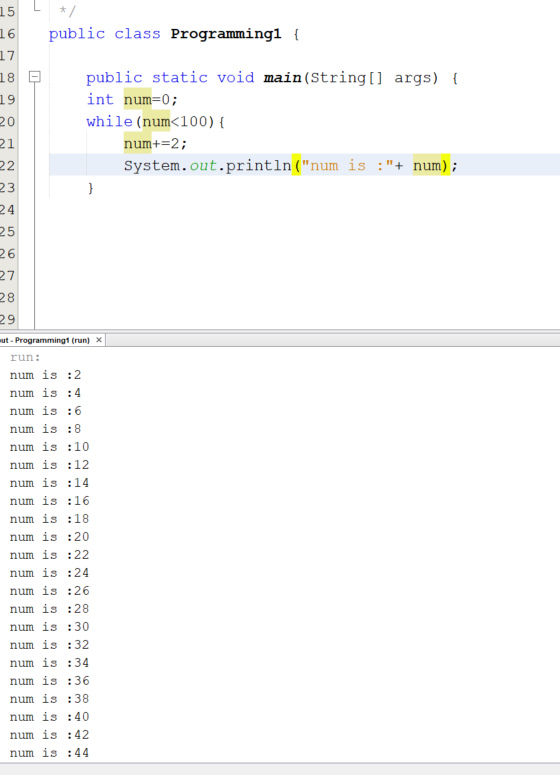 15 */
16 public class Programming1 {
17
18 public static void main(String[] args) {
19 int num=0;
20 while(num<100){
21 num+=2;
22 System.out.println("num is :"+ num);
23 }
24
25
26
27
28
29
out - Programming1 (run) ×
run:
num is :2
num is :4
num is :6
num is :8
num is :10
num is :12
num is :14
num is :16
num is :18
num is :20
num is :22
num is :24
num is :26
num is :28
num is :30
num is :32
num is :34
num is :36
num is :38
num is :40
num is :42
num is :44